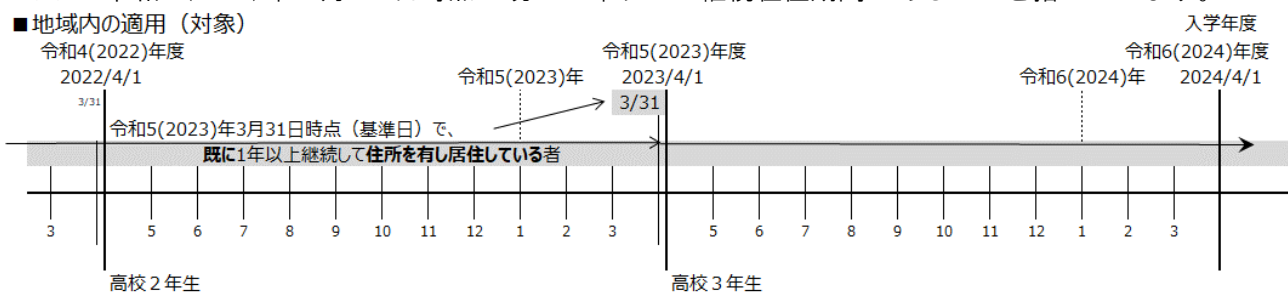 ■地域内の適用（対象）
入学年度
令和4(2022)年度
令和5(2023)年度
令和6(2024)年度
2022/4/1
令和5(2023)年
2023/4/1
令和6(2024)年
2024/4/1
3/31
3/31
令和5(2023)年3月31日時点（基準日）で、
既に1年以上継続して住所を有し居住している者
3 5 6 7 8 9 10 11 12 1 2 3 5 6 7 8 9 10 11 12 1 2 3
高校２年生
高校３年生